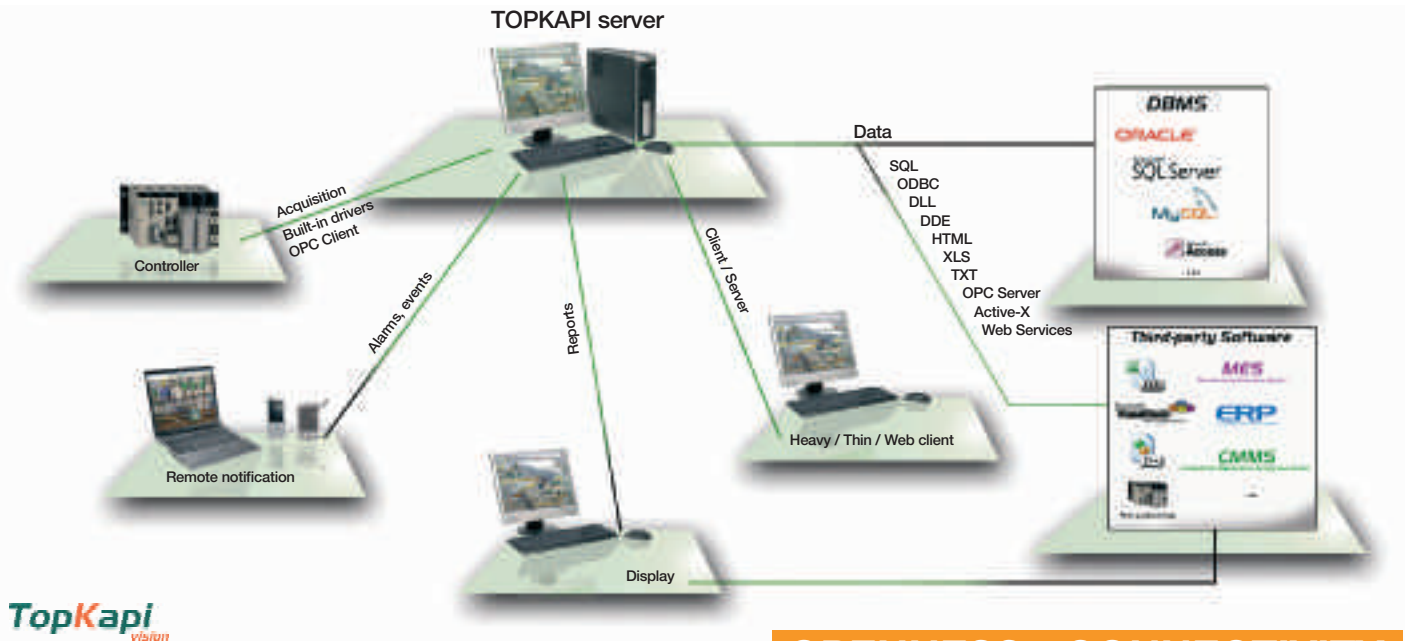 TOPKAPI server
Data
DBMS
ORACLE
SQL Server
MySQL
Access
SQL
ODBC
DLL
DDE
HTML
XLS
TXT
OPC Server
Active-X
Web Services
Acquisition
Built-in drivers
OPC Client
Controller
Alarms, events
Reports
Client / Server
Third-party Software
MES
ERP
CMMS
Heavy / Thin / Web client
Remote notification
Display
TopKapi
vision